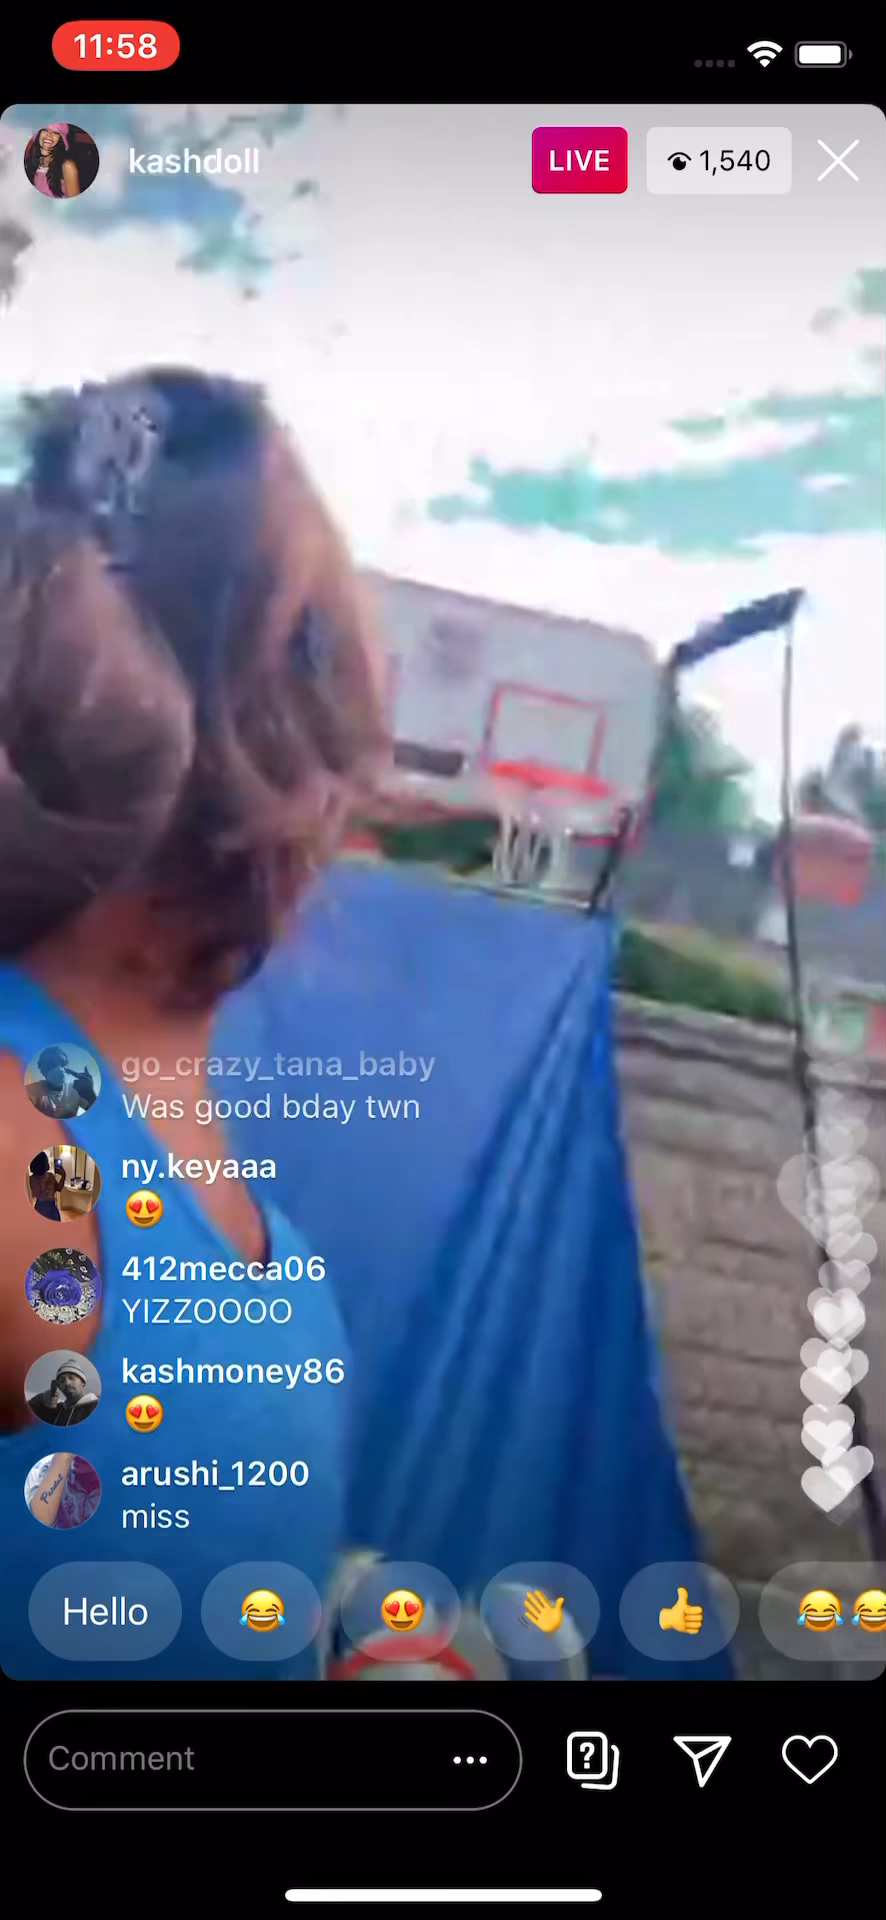 11:58
kashdoll
LIVE
1,540
go_crazy_tana_baby
Was good bday twn
ny.keyaaa
😍
412mecca06
YIZZOOOO
kashmoney86
😍
arushi_1200
miss
Hello 😂 😍 👋 👍 😂😂
Comment